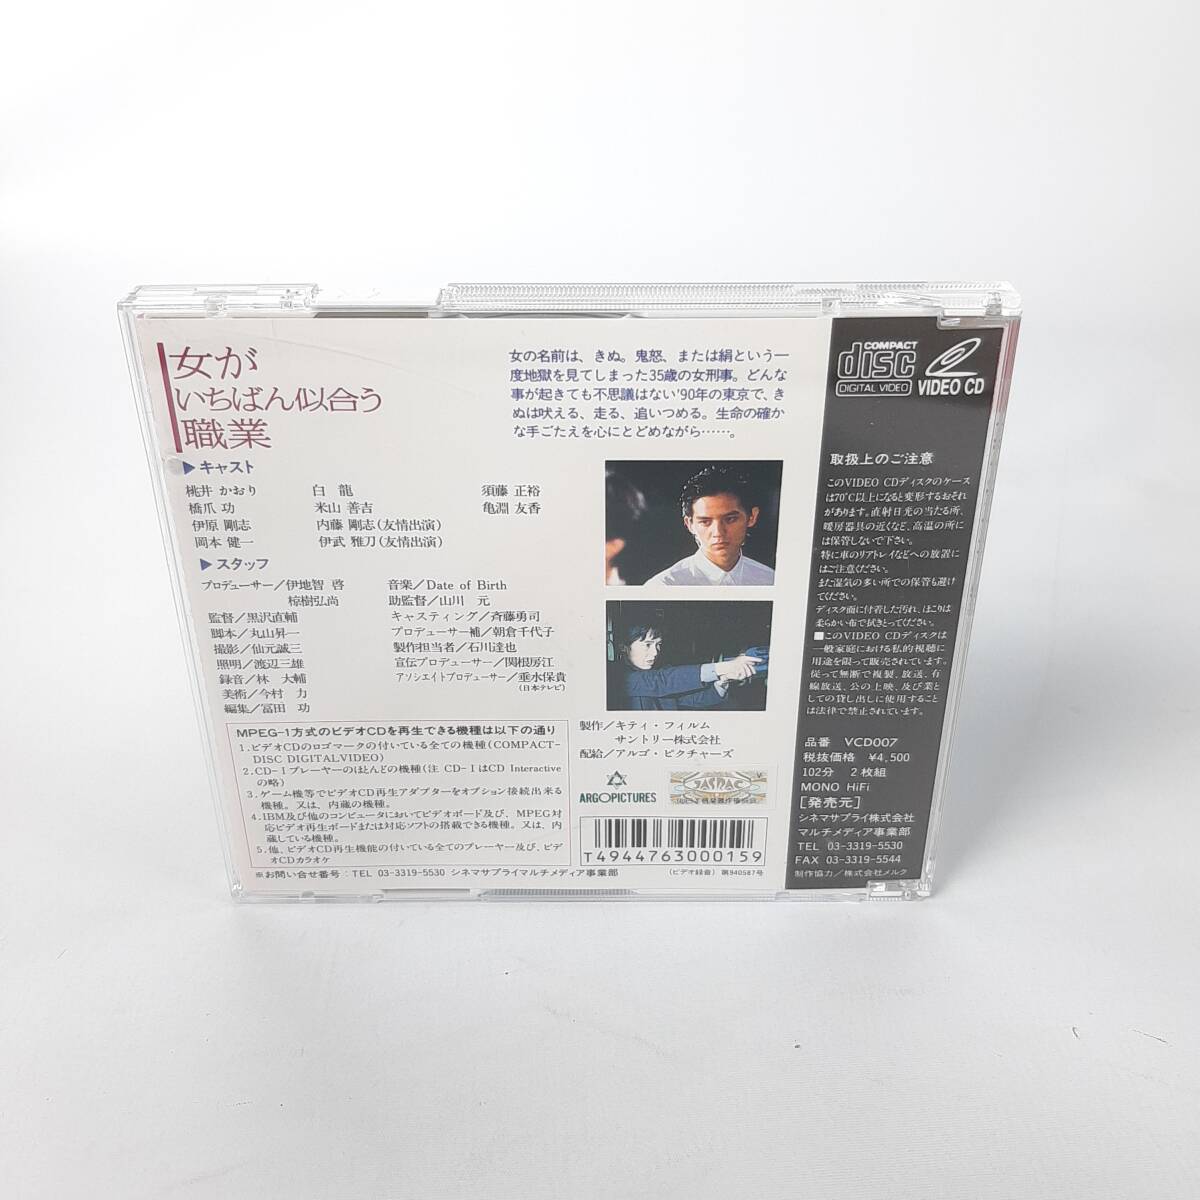 女が
いちばん似合う
職業
女の名前は、きぬ。鬼怒、または絹という一
度地獄を見てしまった35歳の女刑事。どんな
事が起きても不思議はない'90年の東京で、き
ぬは吠える、走る、追いつめる。生命の確か
な手ごたえを心にとどめながら……。
▶キャスト
桃井 かおり 白 龍 須藤 正裕
橋爪 功 米山 善吉 亀淵 友香
伊原 剛志 内藤 剛志(友情出演)
岡本 健一 伊武 雅刀(友情出演)
▶スタッフ
プロデューサー/伊地智 啓
椋樹弘尚
監督/黒沢直輔
脚本/丸山昇一
撮影/仙元誠三
照明/渡辺三雄
録音/林 大輔
美術/今村 力
編集/冨田 功
音楽/Date of Birth
助監督/山川 元
キャスティング/斉藤勇司
プロデューサー補/朝倉千代子
製作担当者/石川達也
宣伝プロデューサー/関根房江
アソシエイトプロデューサー/垂水保貴
(日本テレビ)
MPEG-1方式のビデオCDを再生できる機種は以下の通り
1.ビデオCDのロゴマークの付いている全ての機種(COMPACT-
DISC DIGITALVIDEO)
2.CD-Iプレーヤーのほとんどの機種(注 CD-IはCD Interactive
の略)
3.ゲーム機等でビデオCD再生アダプターをオプション接続出来る
機種。又は、内蔵の機種。
4.IBM及び他のコンピュータにおいてビデオボード及び、MPEG対
応ビデオ再生ボードまたは対応ソフトの搭載できる機種。又は、内
蔵している機種。
5.他、ビデオCD再生機能の付いている全てのプレーヤー及び、ビデ
オCDカラオケ
※お問い合せ番号:TEL 03-3319-5530 シネマサプライマルチメディア事業部
製作/キティ・フィルム
サントリー株式会社
配給/アルゴ・ピクチャーズ
ARGOPICTURES
T4944763000159
(ビデオ録音) 第940587号
COMPACT
disc
DIGITAL VIDEO
VIDEO CD
取扱上のご注意
このVIDEO CDディスクのケース
は70℃以上になると変形するおそれ
があります。直射日光の当たる所、
暖房器具の近くなど、高温の所に
は保管しないで下さい。
特に車のリアトレイなどへの放置に
はご注意ください。
また湿気の多い所での保管も避け
てください。
ディスク面に付着した汚れ、ほこりは
柔らかい布で拭きとってください。
■このVIDEO CDディスクは
一般家庭における私的視聴に
用途を限って販売されています。
従って無断で複製、放送、有
線放送、公の上映、及び業と
しての貸し出しに使用すること
は法律で禁止されています。
品番 VCD007
税抜価格 ¥4,500
102分 2枚組
MONO HiFi
[発売元]
シネマサプライ株式会社
マルチメディア事業部
TEL 03-3319-5530
FAX 03-3319-5544
制作協力/株式会社メルク